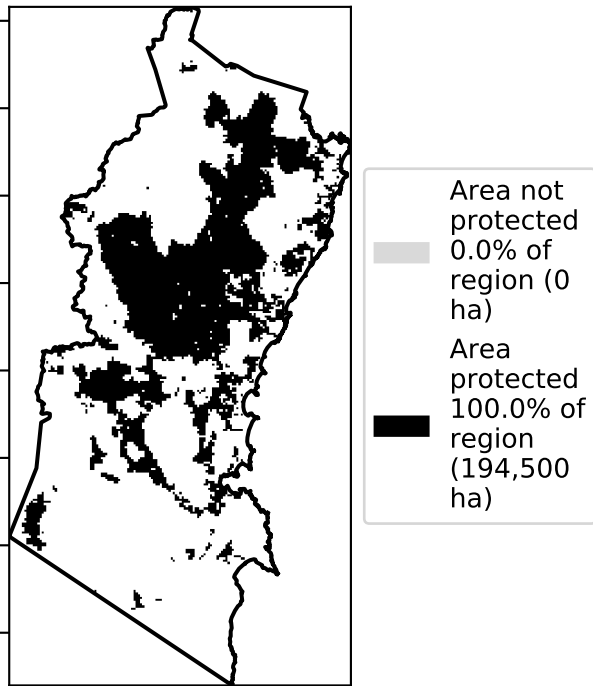 Area not
protected
0.0% of
region (0
ha)
Area
protected
100.0% of
region
(194,500
ha)